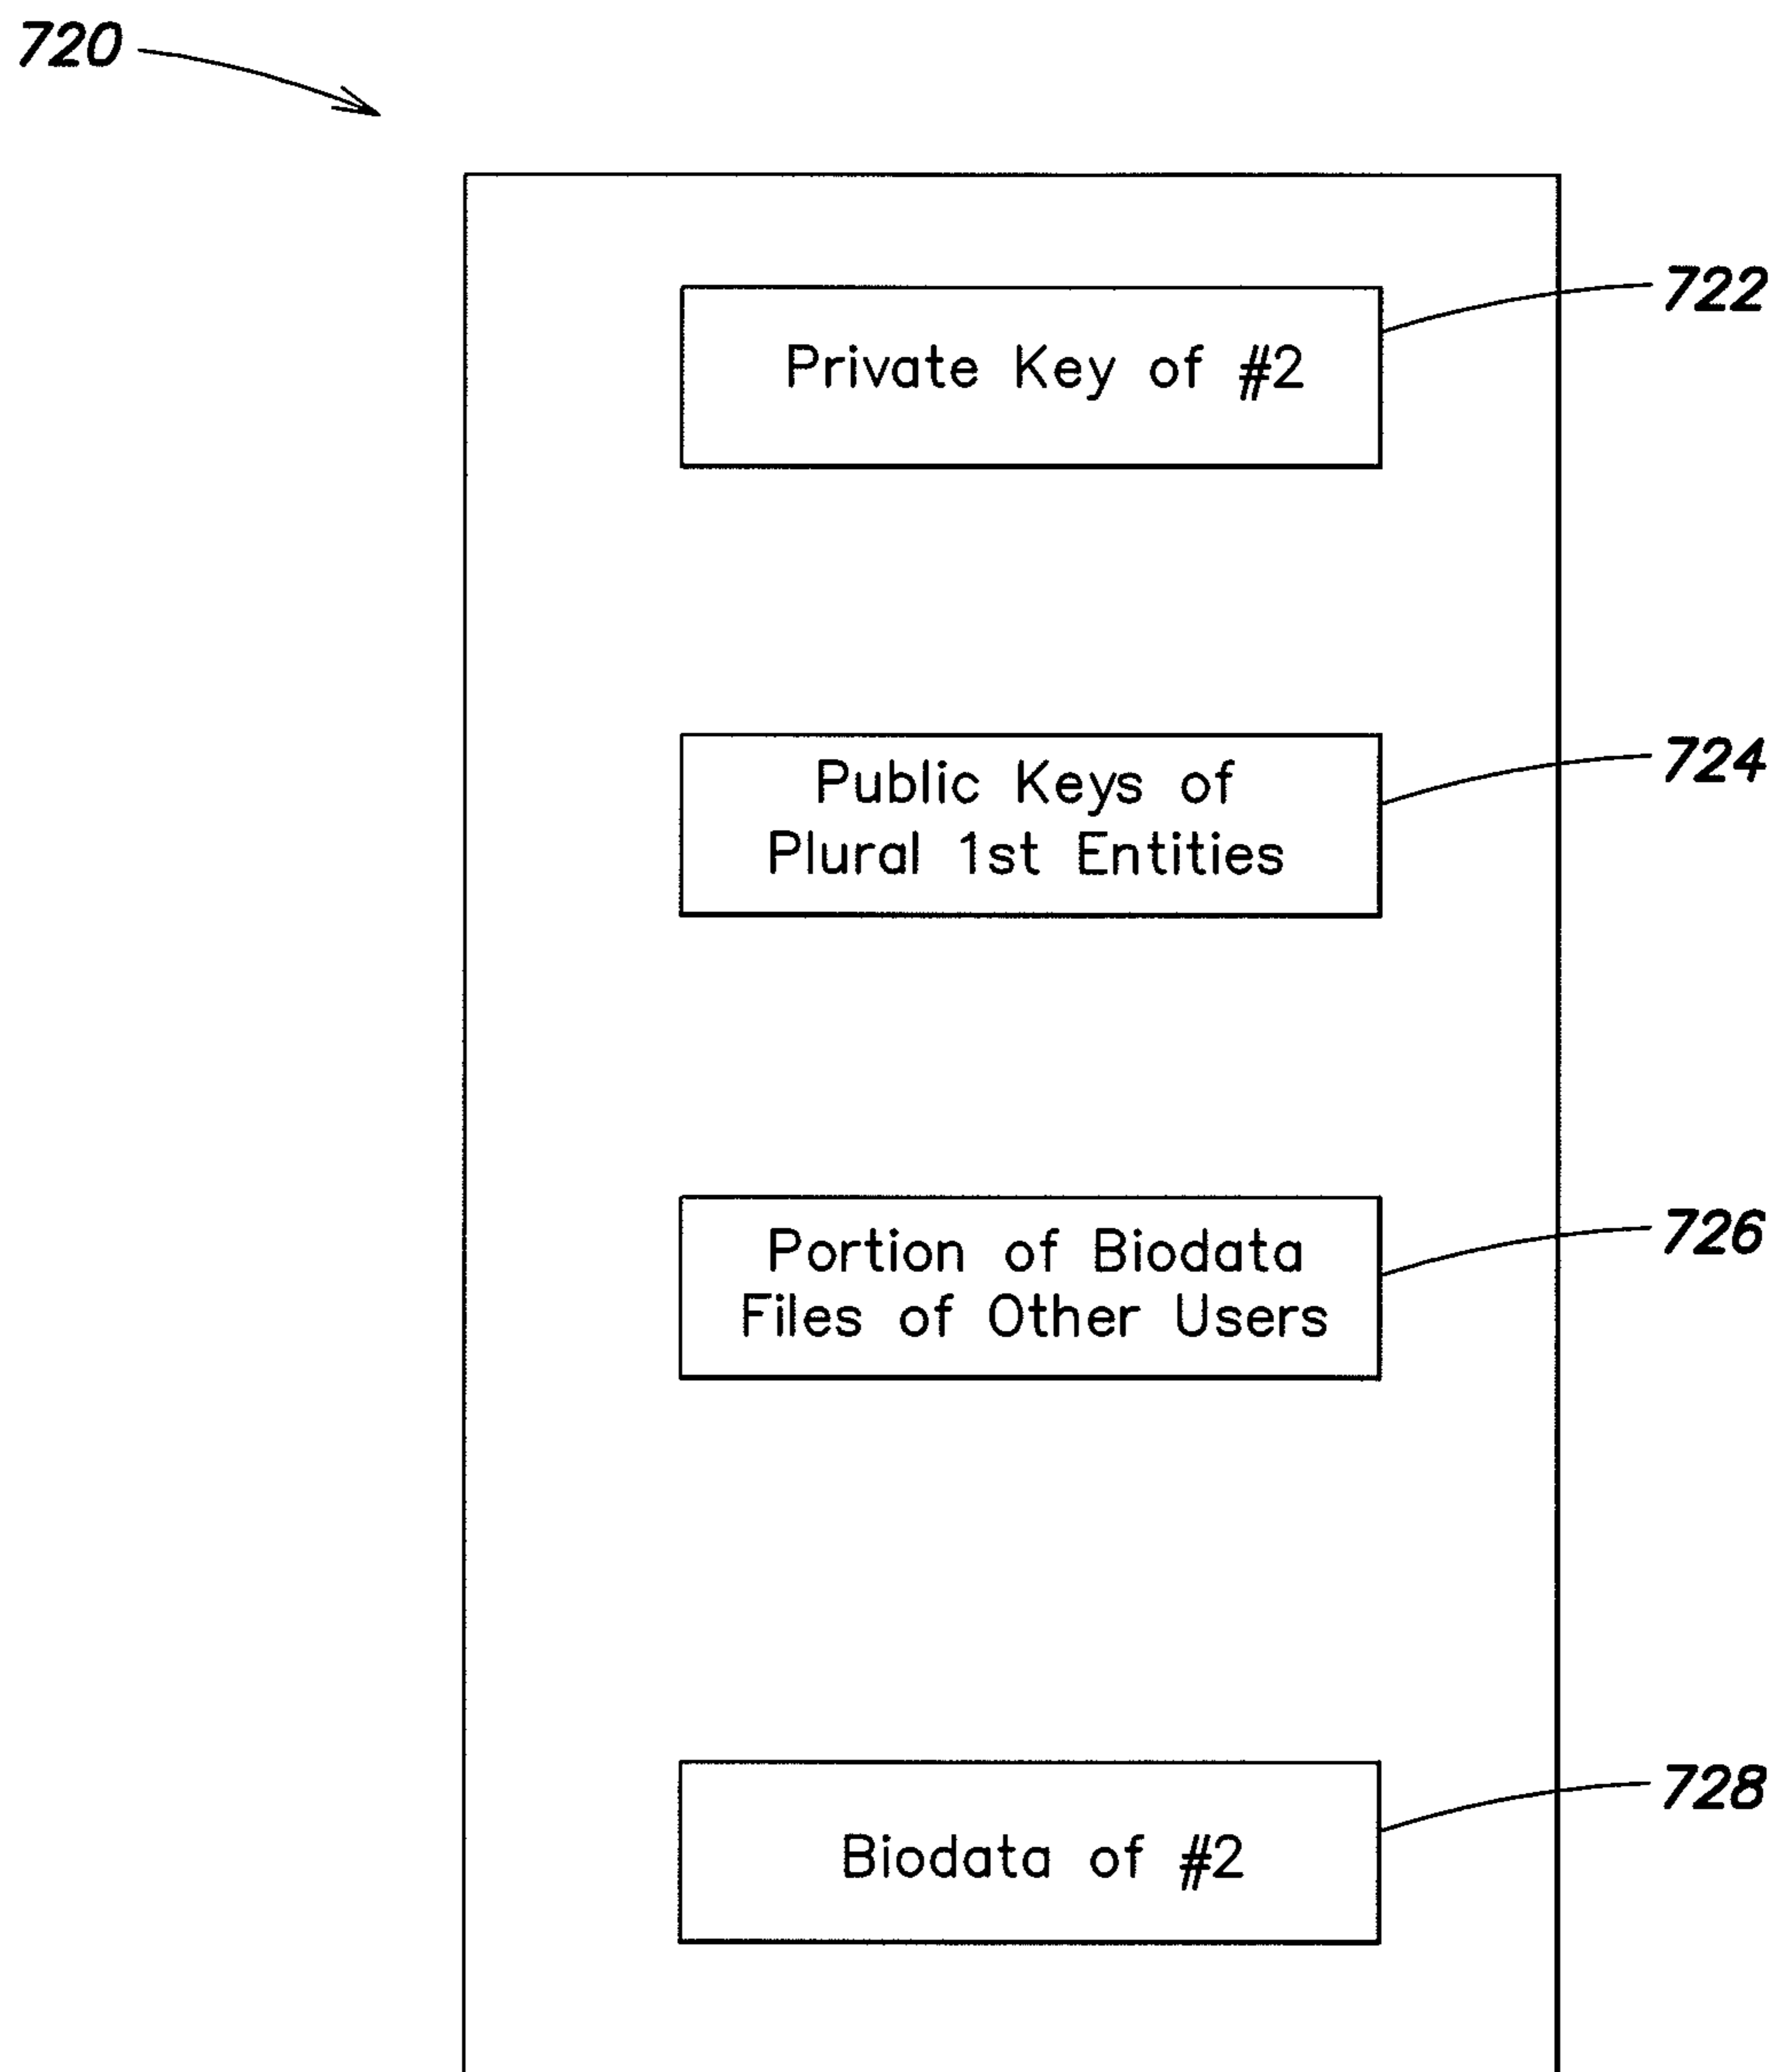 720
722
Private Key of #2
724
Public Keys of
Plural 1st Entities
726
Portion of Biodata
Files of Other Users
728
Biodata of #2